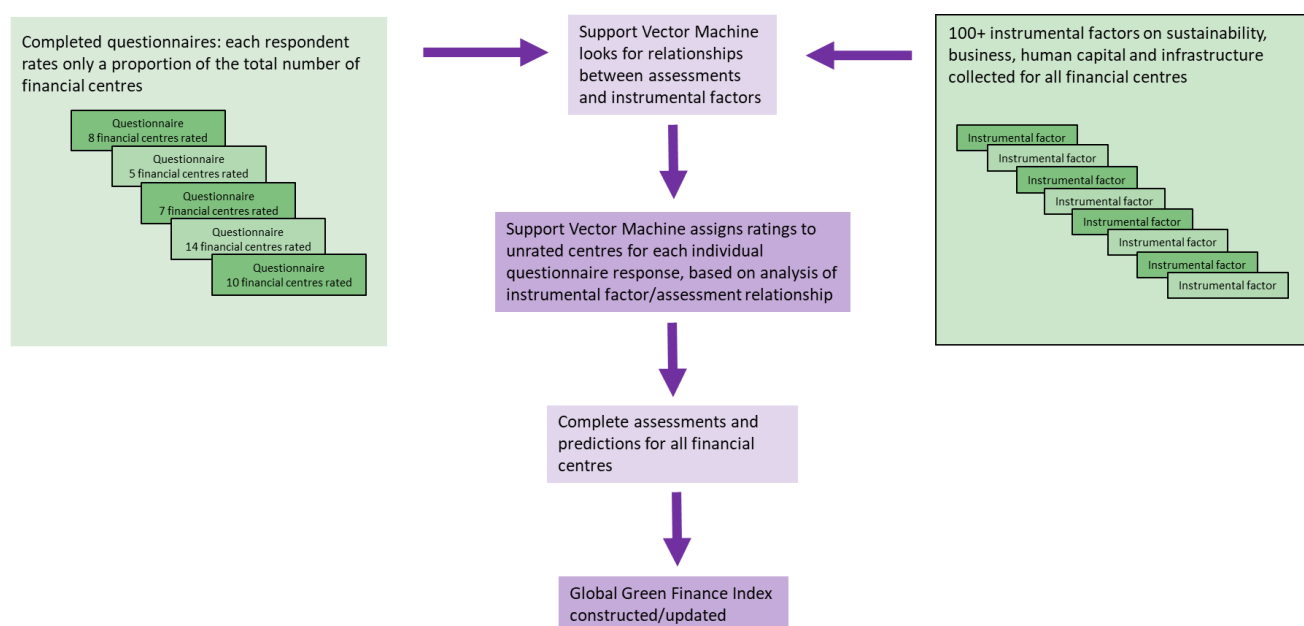 Completed questionnaires: each respondent
rates only a proportion of the total number of
financial centres
Questionnaire
8 financial centres rated
Questionnaire
5 financial centres rated
Questionnaire
7 financial centres rated
Questionnaire
14 financial centres rated
Questionnaire
10 financial centres rated
Support Vector Machine
looks for relationships
between assessments
and instrumental factors
100+ instrumental factors on sustainability,
business, human capital and infrastructure
collected for all financial centres
Instrumental factor
Instrumental factor
Instrumental factor
Instrumental factor
Instrumental factor
Instrumental factor
Instrumental factor
Instrumental factor
Support Vector Machine assigns ratings to
unrated centres for each individual
questionnaire response, based on analysis of
instrumental factor/assessment relationship
Complete assessments and
predictions for all financial
centres
Global Green Finance Index
constructed/updated